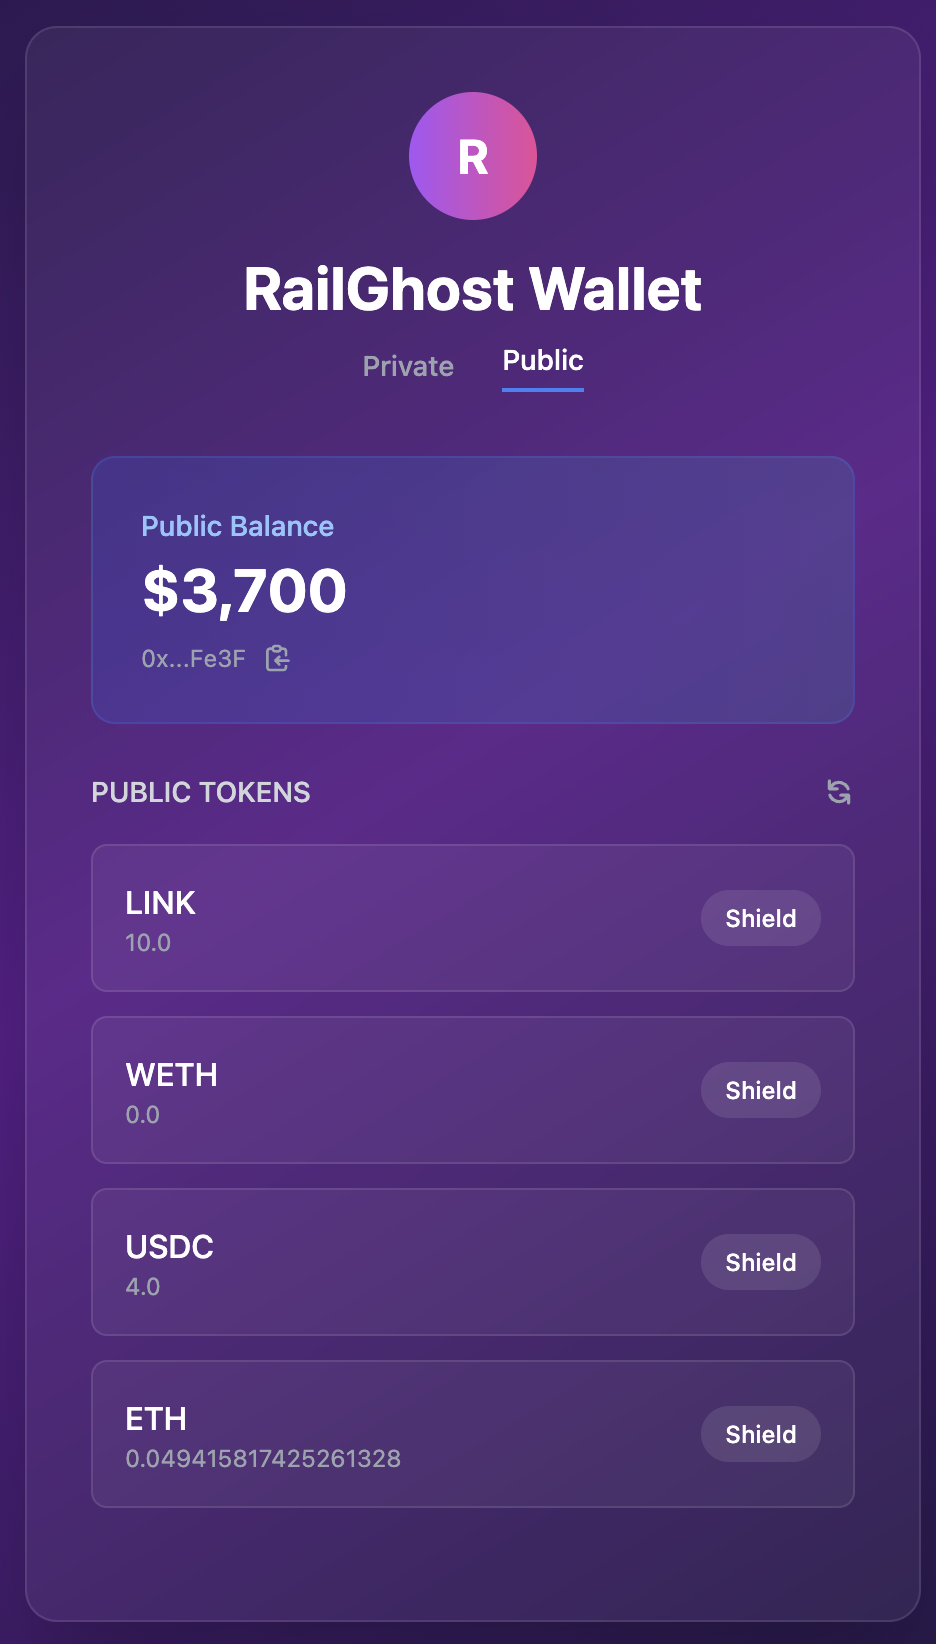 R
RailGhost Wallet
Private Public
Public Balance
$3,700
0x...Fe3F
PUBLIC TOKENS
LINK
10.0
Shield
WETH
0.0
Shield
USDC
4.0
Shield
ETH
0.049415817425261328
Shield